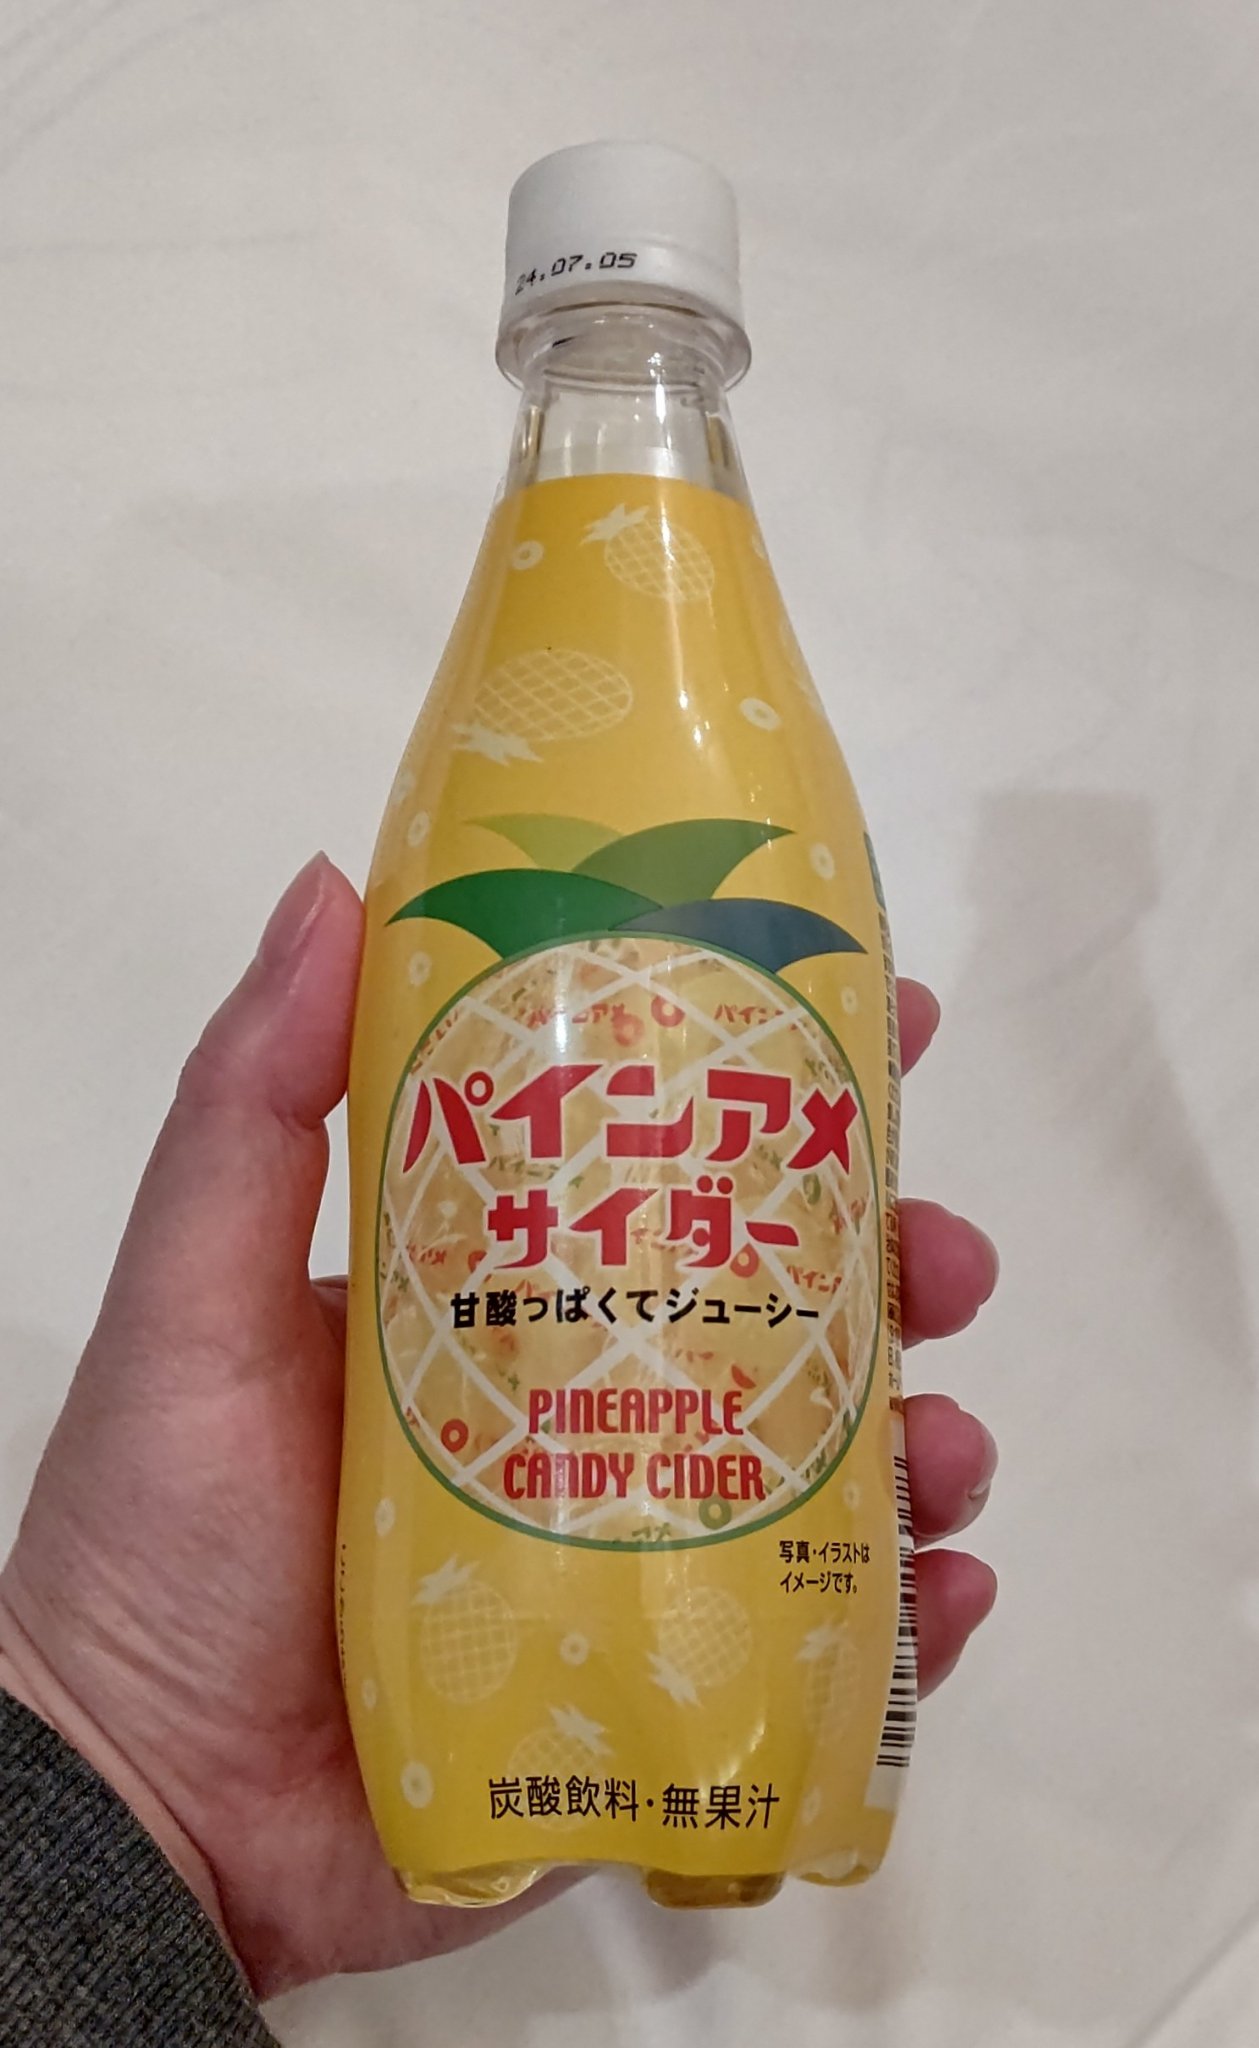 24.07.05
パインアメ
サイダー
甘酸っぱくてジューシー
PINEAPPLE
CANDY CIDER
写真・イラストは
イメージです。
炭酸飲料・無果汁